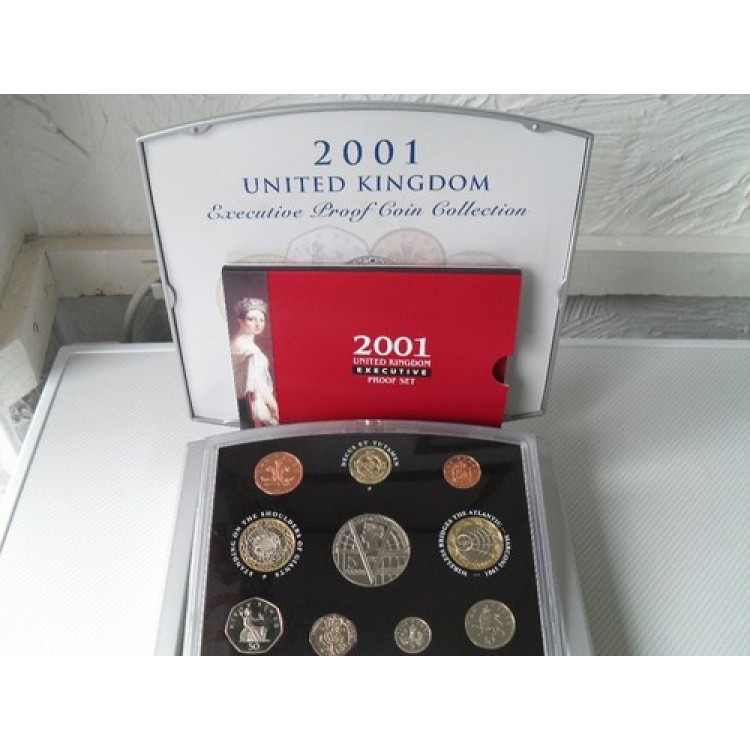 2001
UNITED KINGDOM
Executive Proof Coin Collection
2001
UNITED KINGDOM
EXECUTIVE
PROOF SET
DECUS ET TUTAMEN
STANDING ON THE SHOULDERS OF GIANTS
WIRELESS BRIDGES THE ATLANTIC
MARCONI 1901
50